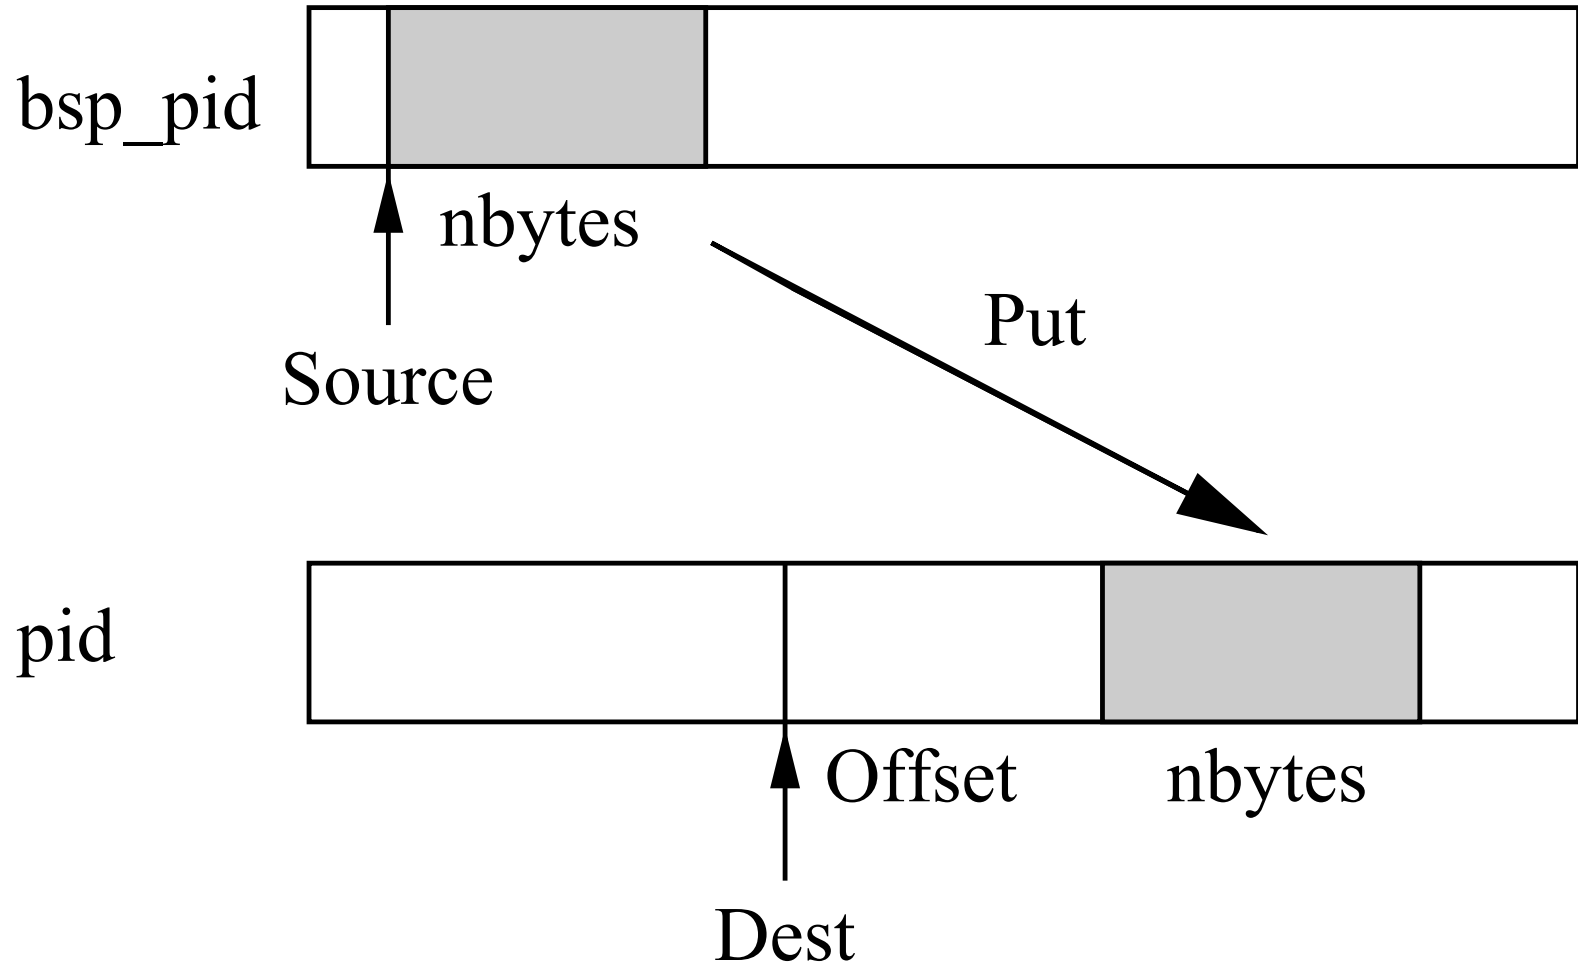 bsp_pid
nbytes
Source
Put
pid
Offset
nbytes
Dest